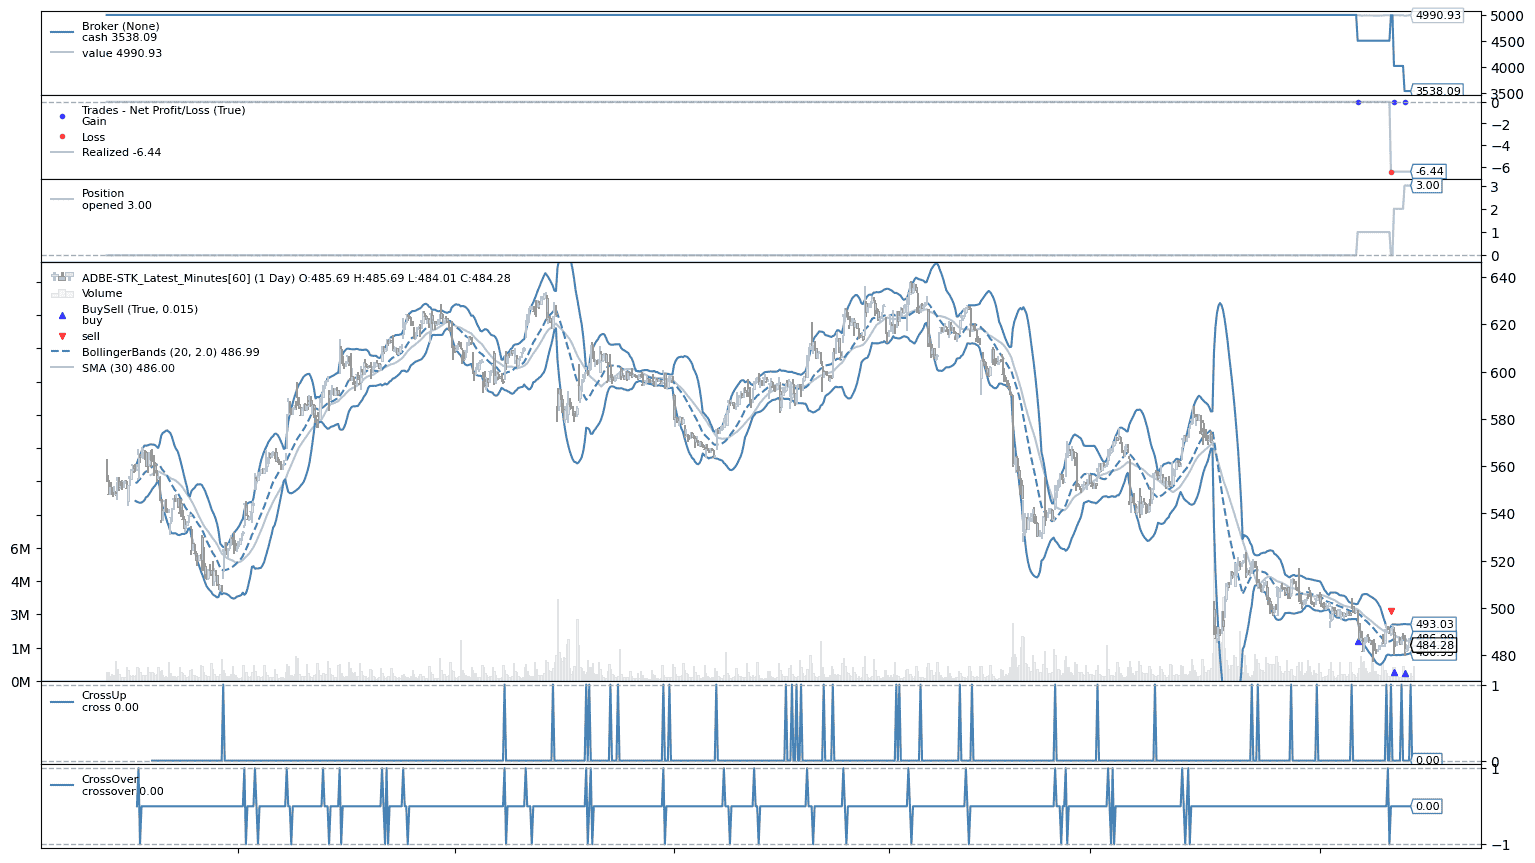 Broker (None)
cash 3538.09
value 4990.93
4990.93
5000
4500
4000
3538.09
3500
Trades - Net Profit/Loss (True)
Gain
Loss
Realized -6.44
0
−2
−4
−6
-6.44
Position
opened 3.00
3.00
3
2
1
0
ADBE-STK_Latest_Minutes[60] (1 Day) O:485.69 H:485.69 L:484.01 C:484.28
Volume
BuySell (True, 0.015)
buy
sell
BollingerBands (20, 2.0) 486.99
SMA (30) 486.00
640
620
600
580
560
540
520
500
480
493.03
484.28
6M
4M
3M
1M
0M
CrossUp
cross 0.00
1
0
0.00
CrossOver
crossover 0.00
1
0.00
−1